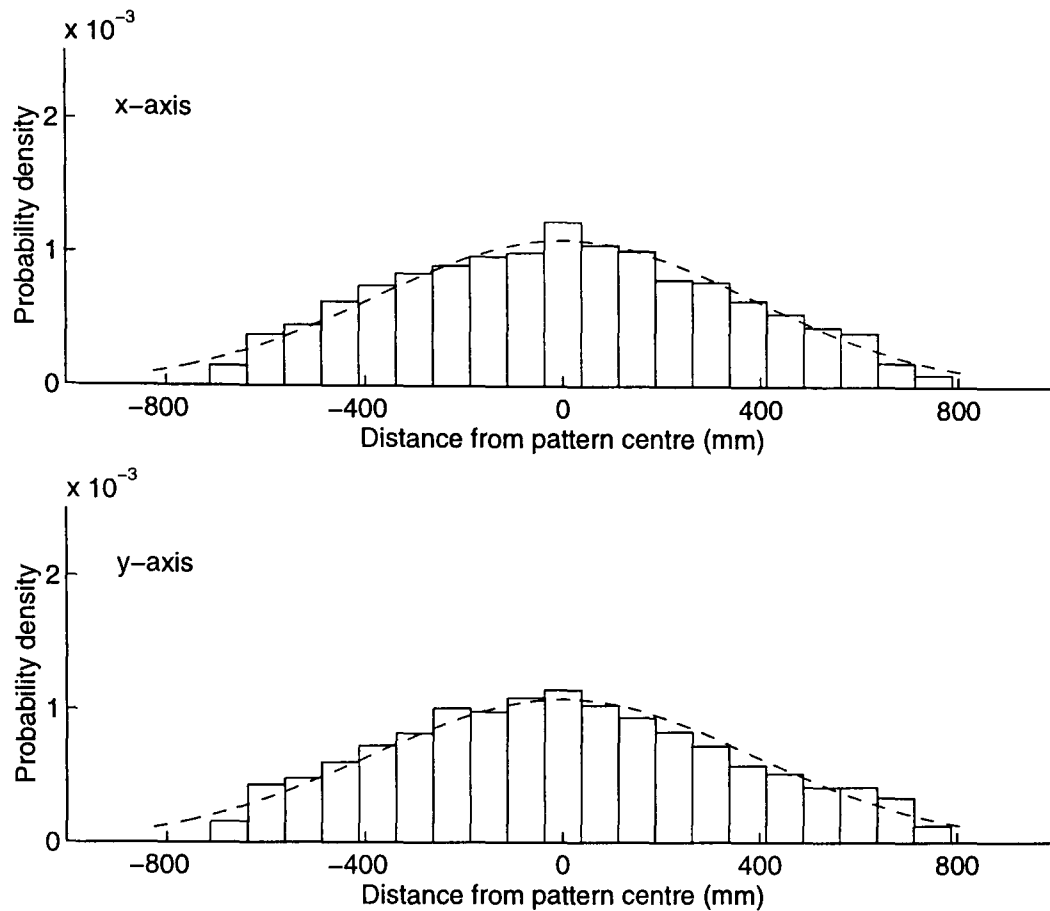 x 10⁻³
x–axis
Probability density
2
1
0
–800 –400 0 400 800
Distance from pattern centre (mm)
x 10⁻³
y–axis
Probability density
2
1
0
–800 –400 0 400 800
Distance from pattern centre (mm)